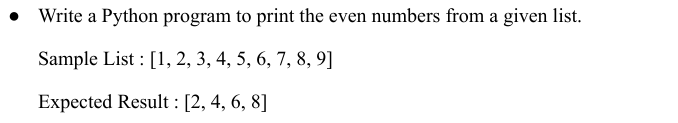 ● Write a Python program to print the even numbers from a given list.
Sample List : [1, 2, 3, 4, 5, 6, 7, 8, 9]
Expected Result : [2, 4, 6, 8]